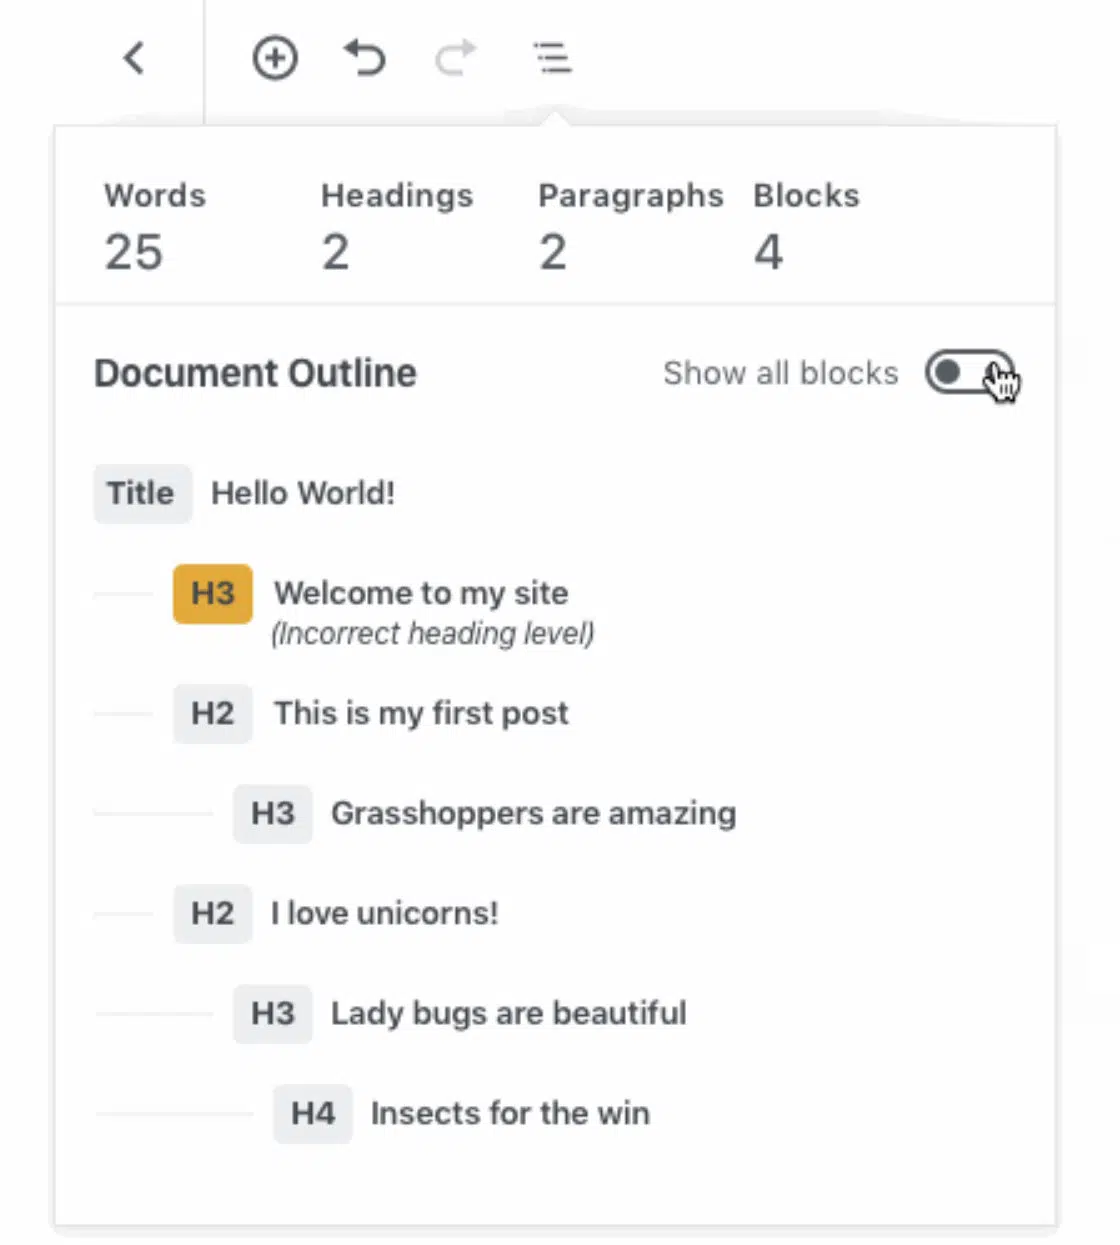 Words Headings Paragraphs Blocks
25 2 2 4
Document Outline Show all blocks
Title Hello World!
H3 Welcome to my site
(Incorrect heading level)
H2 This is my first post
H3 Grasshoppers are amazing
H2 I love unicorns!
H3 Lady bugs are beautiful
H4 Insects for the win